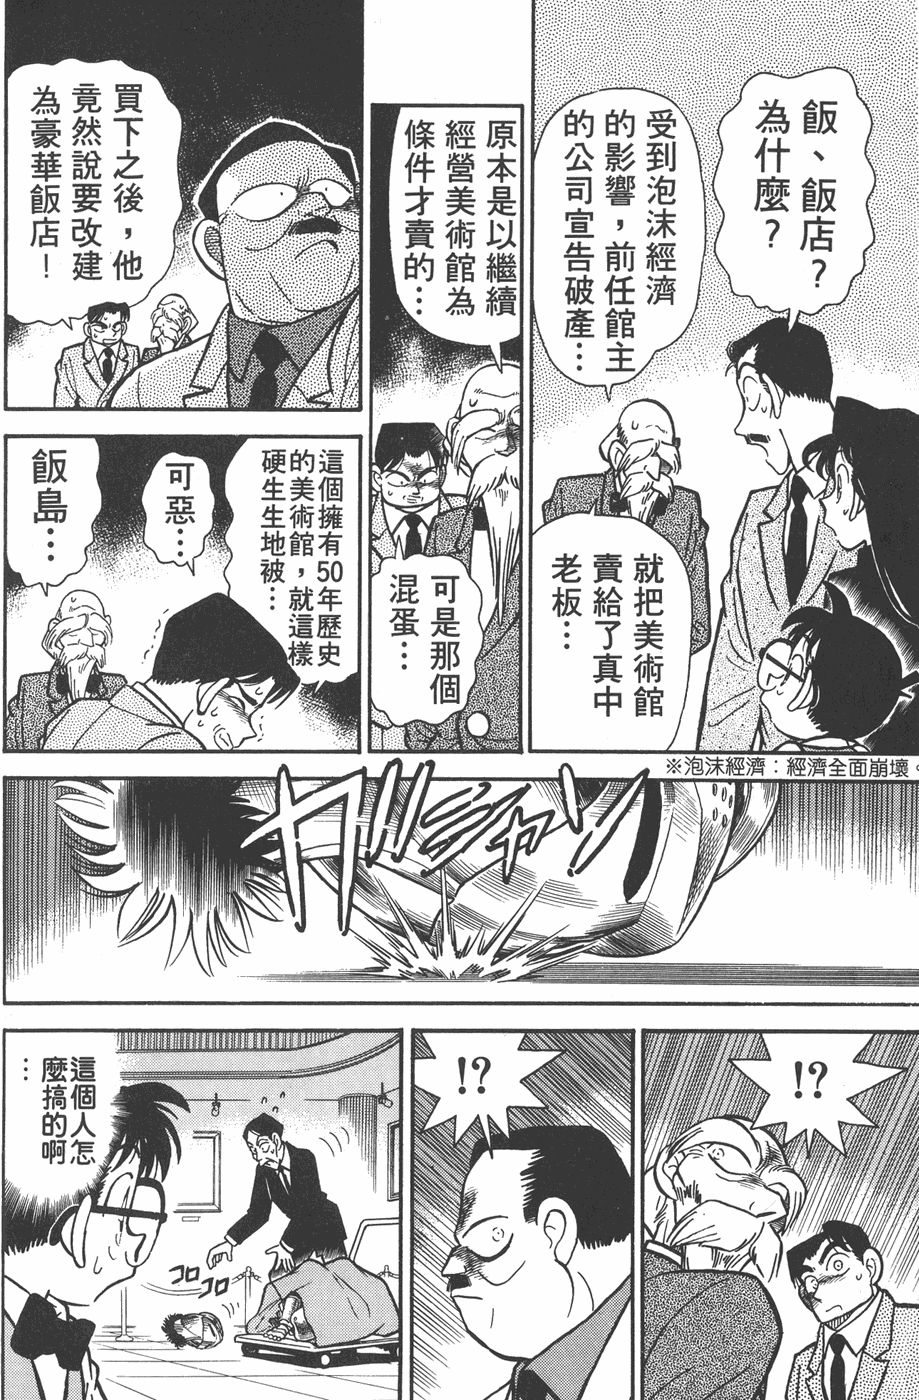 飯、飯店？
為什麼？
受到泡沫經濟
的影響，前任館主
的公司宣告破產…
就把美術館
賣給了真中
老板…
※泡沫經濟：經濟全面崩壞。
原本是以繼續
經營美術館為
條件才賣的…
可是那個
混蛋…
買下之後，他
竟然說要改建
為豪華飯店！
這個擁有50年歷史
的美術館，就這樣
硬生生地被…
可惡…
飯島…
ガシャン
!?
!?
コロ
コロ
這個人怎
麼搞的啊
…